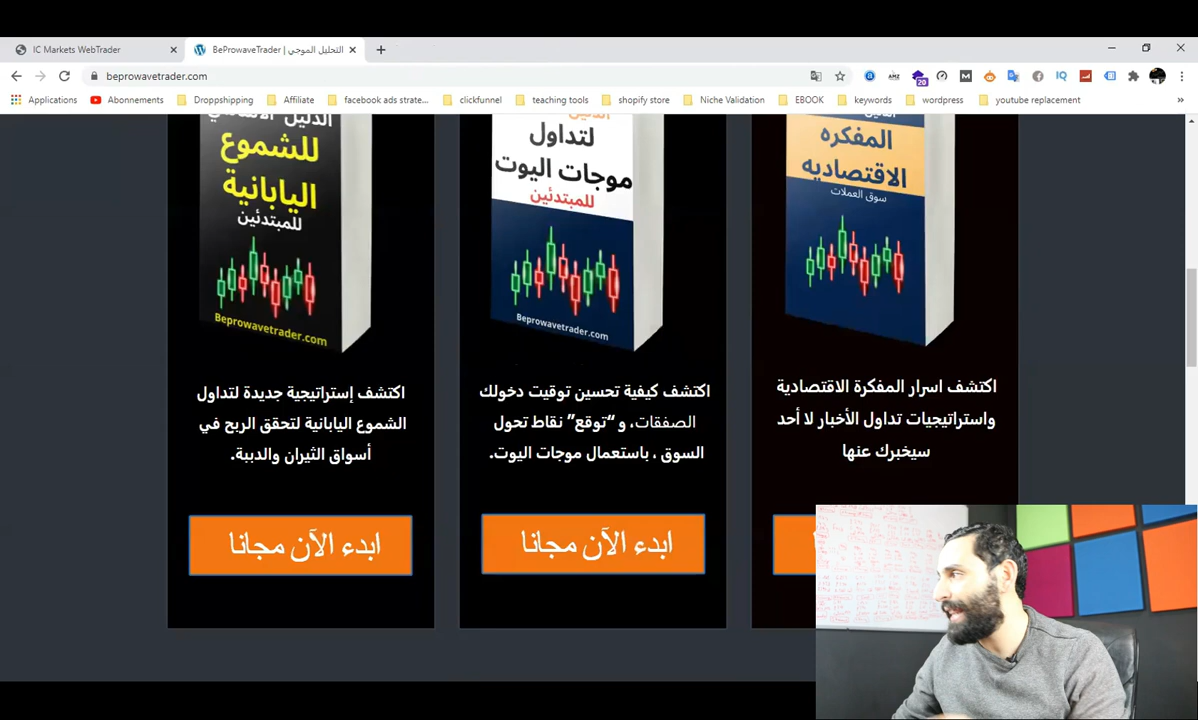 IC Markets WebTrader
BeProwaveTrader | التحليل الموجي
beprowavetrader.com
20
Applications
Abonnements
Droppshipping
Affiliate
facebook ads strate...
clickfunnel
teaching tools
shopify store
Niche Validation
EBOOK
keywords
wordpress
youtube replacement
»
للشموع
اليابانية
للمبتدئين
Beprowavetrader.com
اكتشف إستراتيجية جديدة لتداول
الشموع اليابانية لتحقق الربح في
أسواق الثيران والدببة.
ابدء الآن مجانا
لتداول
موجات اليوت
للمبتدئين
Beprowavetrader.com
اكتشف كيفية تحسين توقيت دخولك
الصفقات، و “توقع” نقاط تحول
السوق ، باستعمال موجات اليوت.
ابدء الآن مجانا
المفكره
الاقتصاديه
سوق العملات
اكتشف اسرار المفكرة الاقتصادية
واستراتيجيات تداول الأخبار لا أحد
سيخبرك عنها